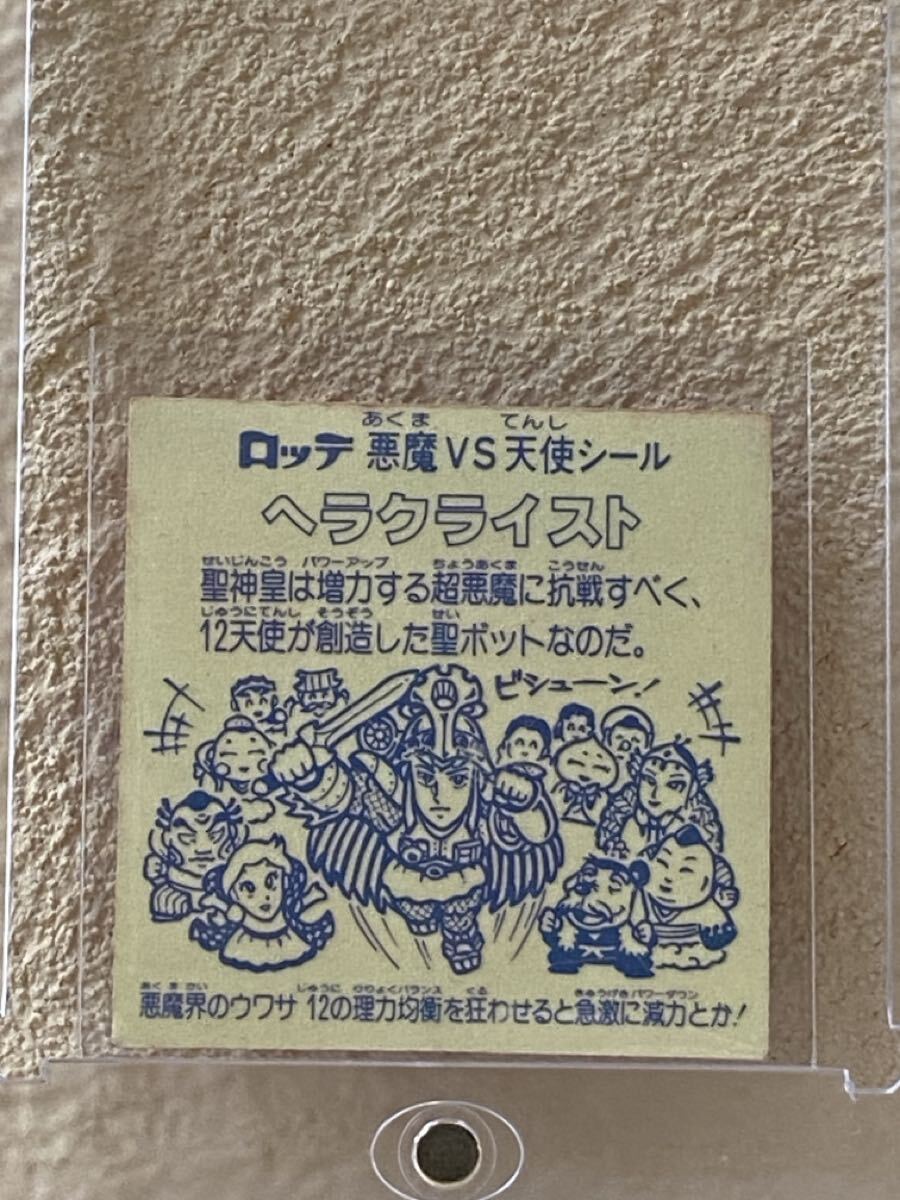 あくま てんし
ロッテ 悪魔VS天使シール
ヘラクライスト
せいじんこう パワーアップ ちょうあくま こうせん
聖神皇は増力する超悪魔に抗戦すべく、
じゅうにてんし そうぞう せい
12天使が創造した聖ボットなのだ。
ビシューン!
あくまかい じゅうに りりょくバランス くる きゅうげきパワーダウン
悪魔界のウワサ 12の理力均衡を狂わせると急激に減力とか!